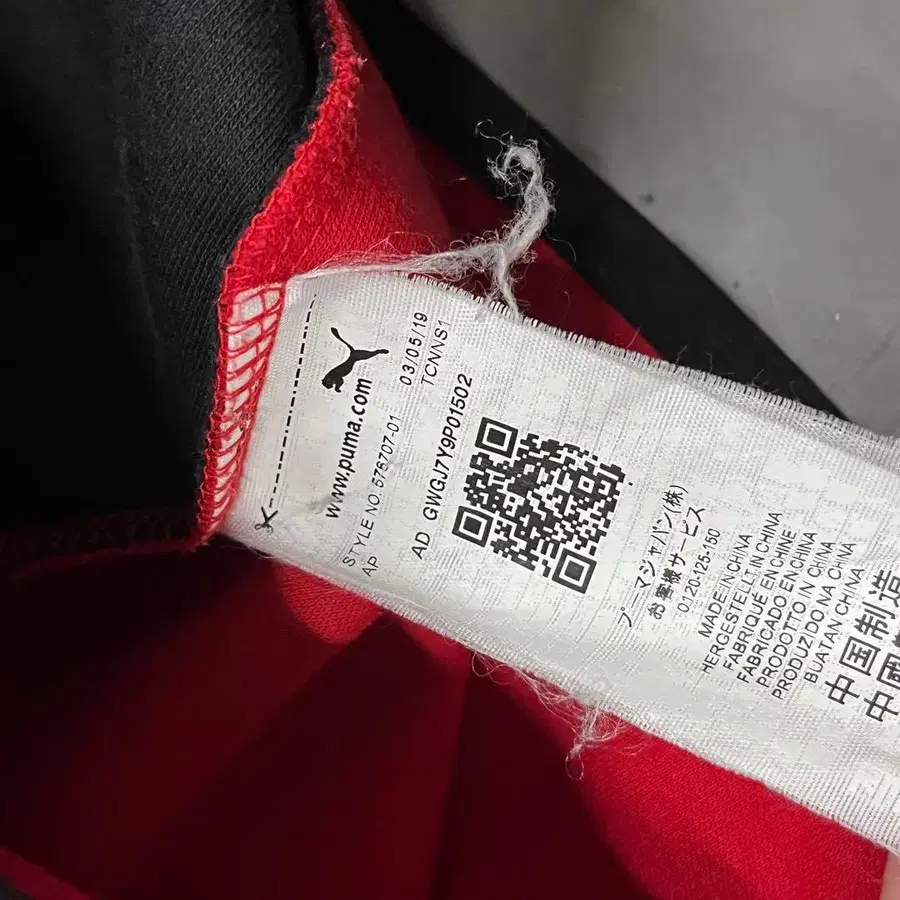 www.puma.com
03/05/19
TCNNS1
STYLE NO. 576707-01
AP
AD GWGJ7Y9P01502
プーマジャパン(株)
お客様サービス
0120-125-150
MADE IN CHINA
HERGESTELLT IN CHINA
FABRIQUÉ EN CHINE
FABRICADO EN CHINA
PRODOTTO IN CHINA
PRODUZIDO NA CHINA
BUATAN CHINA
中国制造
中國